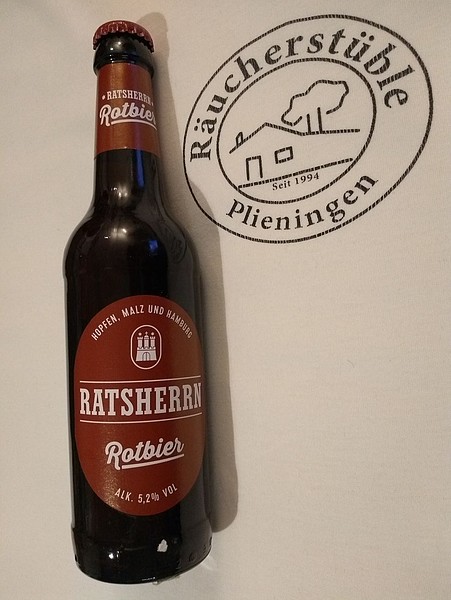 RATSHERRN
Rotbier
HOPFEN, MALZ UND HAMBURG
RATSHERRN
Rotbier
ALK. 5,2% VOL
Räucherstüble
Seit 1994
Plieningen